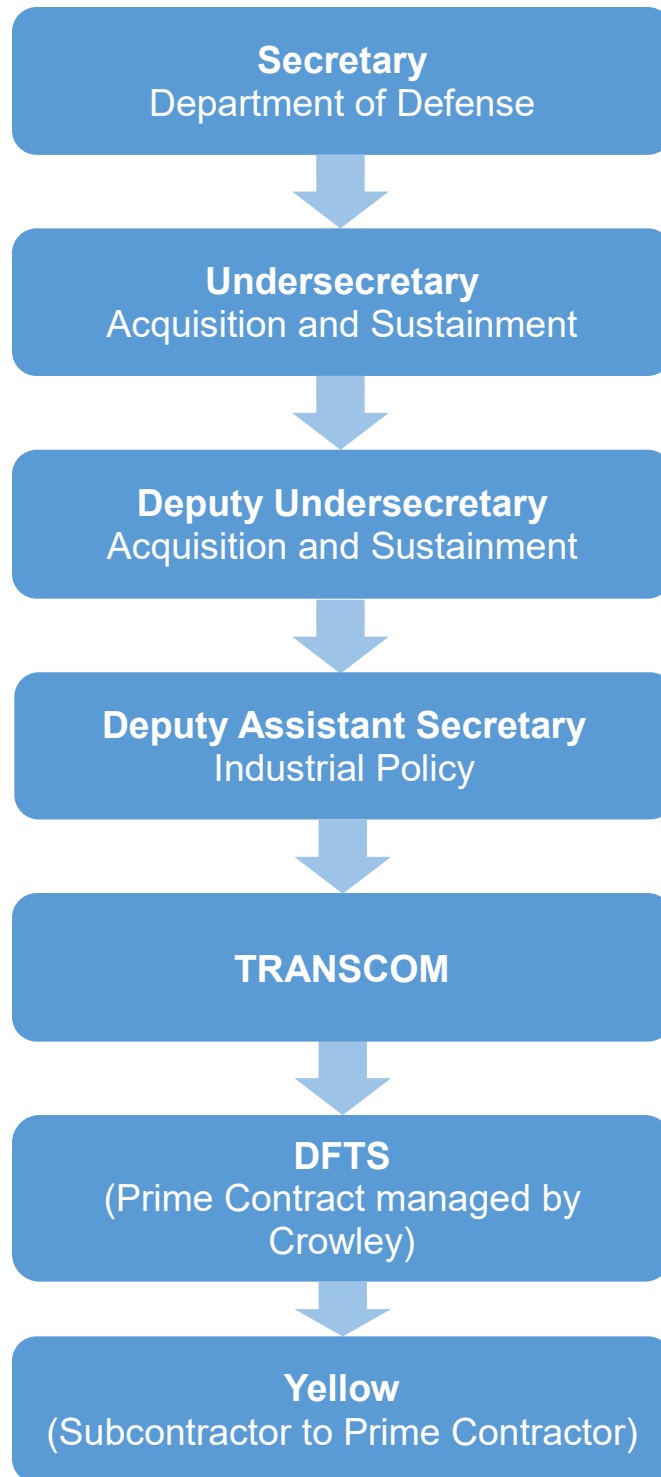 Secretary
Department of Defense
Undersecretary
Acquisition and Sustainment
Deputy Undersecretary
Acquisition and Sustainment
Deputy Assistant Secretary
Industrial Policy
TRANSCOM
DFTS
(Prime Contract managed by
Crowley)
Yellow
(Subcontractor to Prime Contractor)